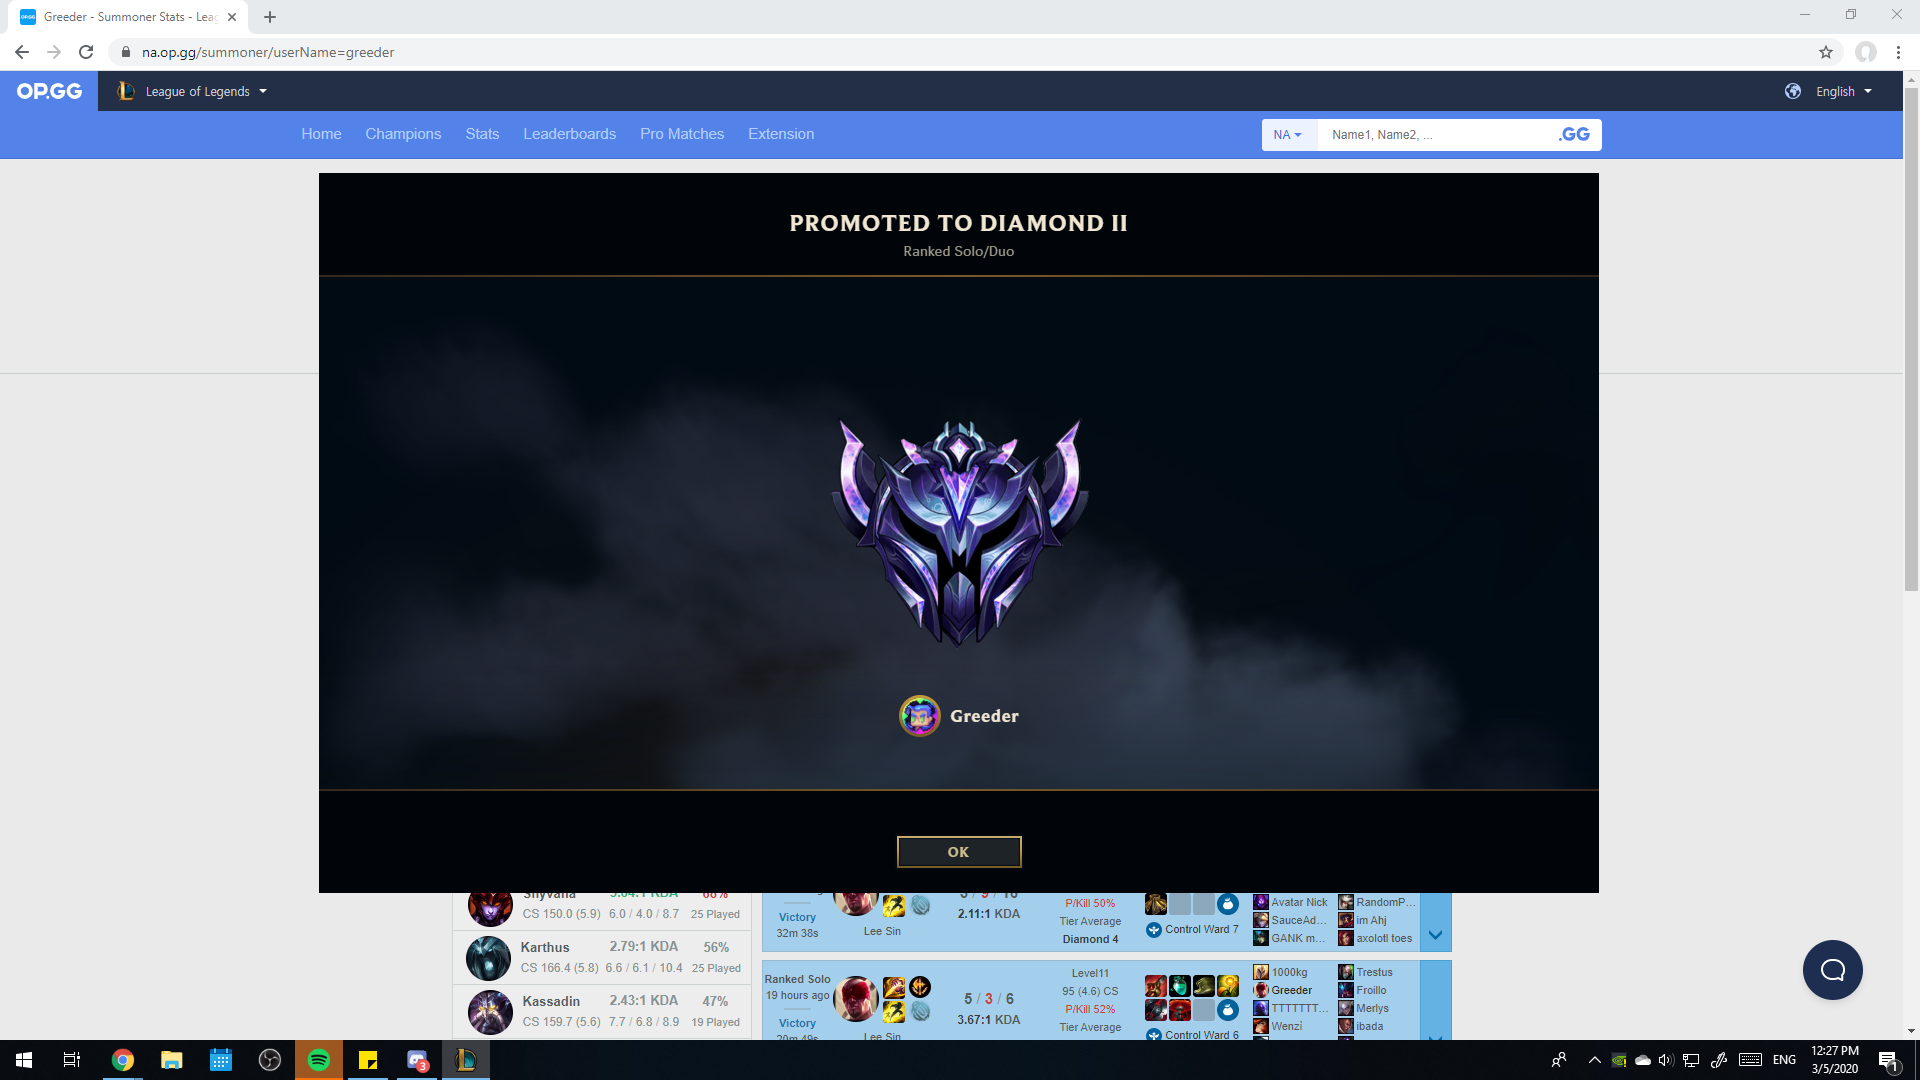 Greeder - Summoner Stats - Leag
na.op.gg/summoner/userName=greeder
OP.GG
League of Legends
English
Home Champions Stats Leaderboards Pro Matches Extension
NA
Name1, Name2, ...
.GG
PROMOTED TO DIAMOND II
Ranked Solo/Duo
Greeder
OK
Shyvana
CS 150.0 (5.9) 6.0 / 4.0 / 8.7 25 Played
Karthus 2.79:1 KDA 56%
CS 166.4 (5.8) 6.6 / 6.1 / 10.4 25 Played
Kassadin 2.43:1 KDA 47%
CS 159.7 (5.6) 7.7 / 6.8 / 8.9 19 Played
Victory
32m 38s
Lee Sin
2.11:1 KDA
P/Kill 50%
Tier Average
Diamond 4
Control Ward 7
Avatar Nick
SauceAd...
GANK m...
RandomP...
im Ahj
axolotl toes
Ranked Solo
19 hours ago
Victory
20m 49s
Lee Sin
5 / 3 / 6
3.67:1 KDA
Level11
95 (4.6) CS
P/Kill 52%
Tier Average
Control Ward 6
1000kg
Greeder
TTTTTTT...
Wenzi
Trestus
Froillo
Merlys
ibada
3
ENG
12:27 PM
3/5/2020
1